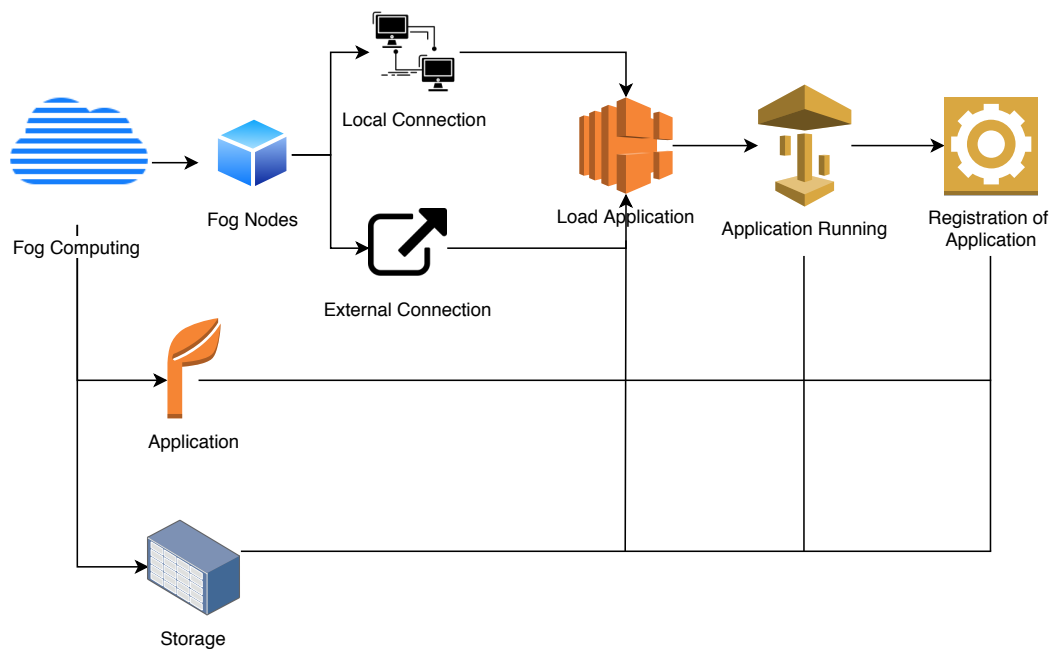 Local Connection
Fog Computing
Fog Nodes
Load Application
Application Running
Registration of
Application
External Connection
Application
Storage